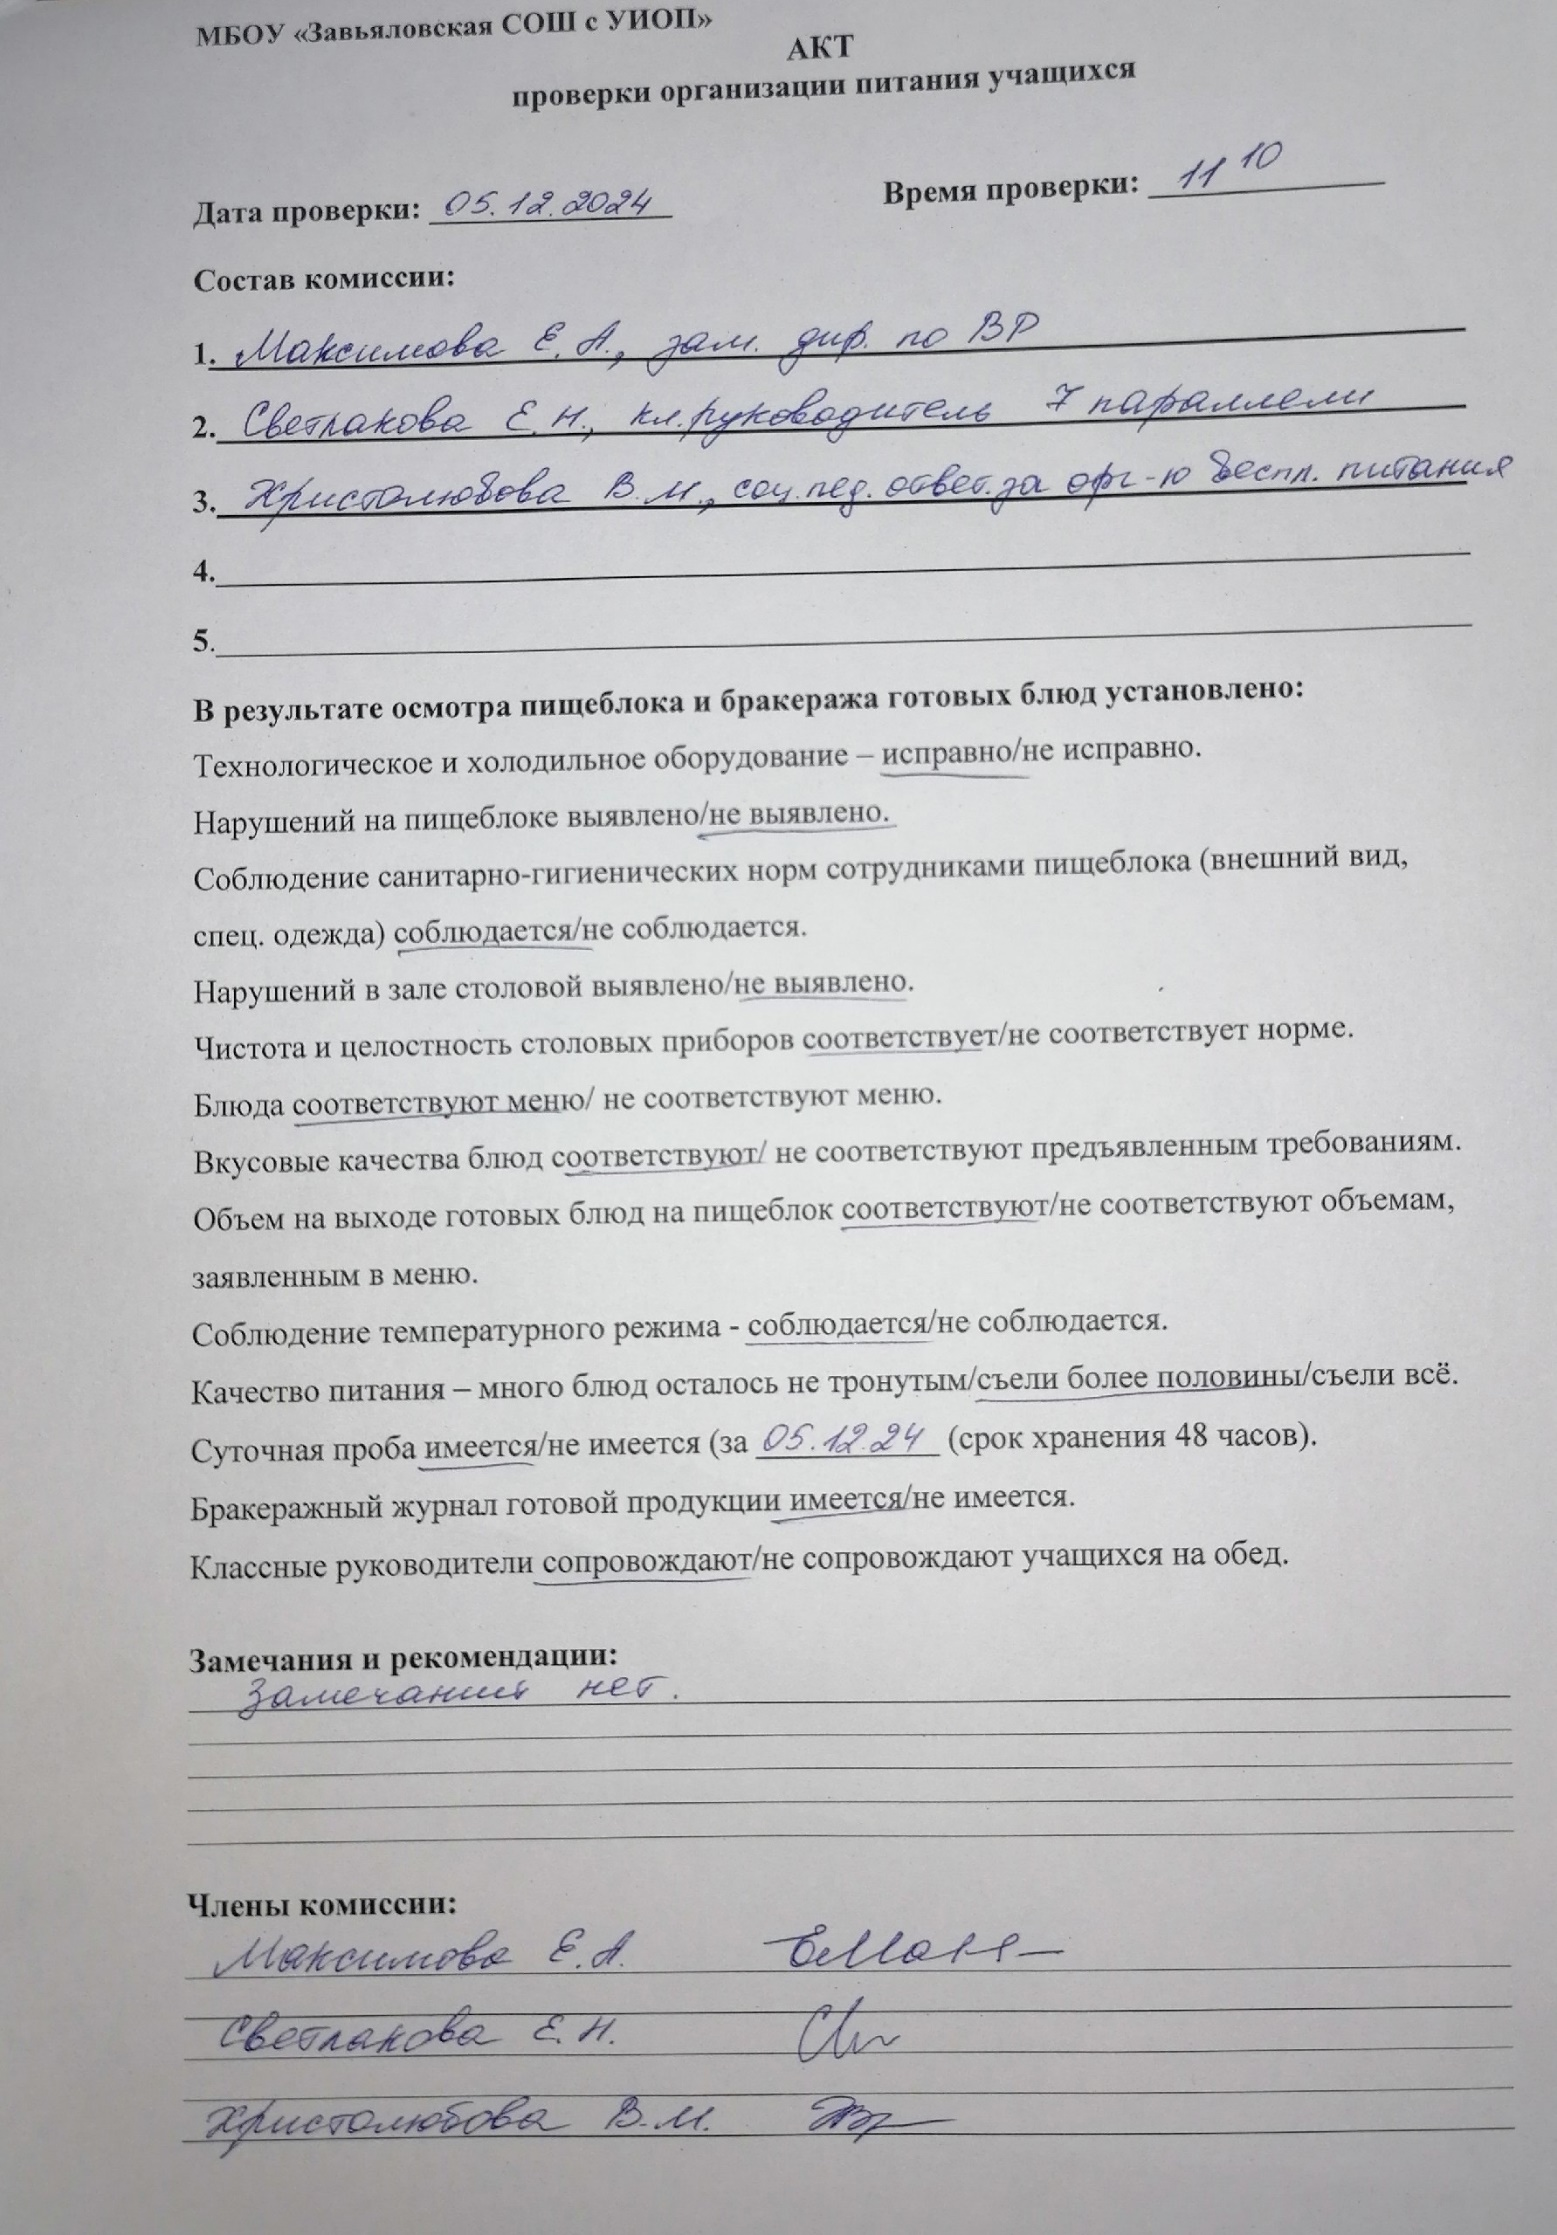 МБОУ «Завьяловская СОШ с УИОП»
АКТ
проверки организации питания учащихся
Дата проверки: 05.12.2024 Время проверки: 11 10
Состав комиссии:
1. Максимова Е. А., зам. дир. по ВР
2. Светлакова Е. Н., кл. руководитель 7 параллели
3. Христолюбова В. М., соц. пед. ответ. за орг-ю беспл. питания
4.
5.
В результате осмотра пищеблока и бракеража готовых блюд установлено:
Технологическое и холодильное оборудование – исправно/не исправно.
Нарушений на пищеблоке выявлено/не выявлено.
Соблюдение санитарно-гигиенических норм сотрудниками пищеблока (внешний вид,
спец. одежда) соблюдается/не соблюдается.
Нарушений в зале столовой выявлено/не выявлено.
Чистота и целостность столовых приборов соответствует/не соответствует норме.
Блюда соответствуют меню/ не соответствуют меню.
Вкусовые качества блюд соответствуют/ не соответствуют предъявленным требованиям.
Объем на выходе готовых блюд на пищеблок соответствуют/не соответствуют объемам,
заявленным в меню.
Соблюдение температурного режима - соблюдается/не соблюдается.
Качество питания – много блюд осталось не тронутым/съели более половины/съели всё.
Суточная проба имеется/не имеется (за 05.12.24 (срок хранения 48 часов).
Бракеражный журнал готовой продукции имеется/не имеется.
Классные руководители сопровождают/не сопровождают учащихся на обед.
Замечания и рекомендации:
Замечаний нет.
Члены комиссии:
Максимова Е. А.
Светлакова Е. Н.
Христолюбова В. М.